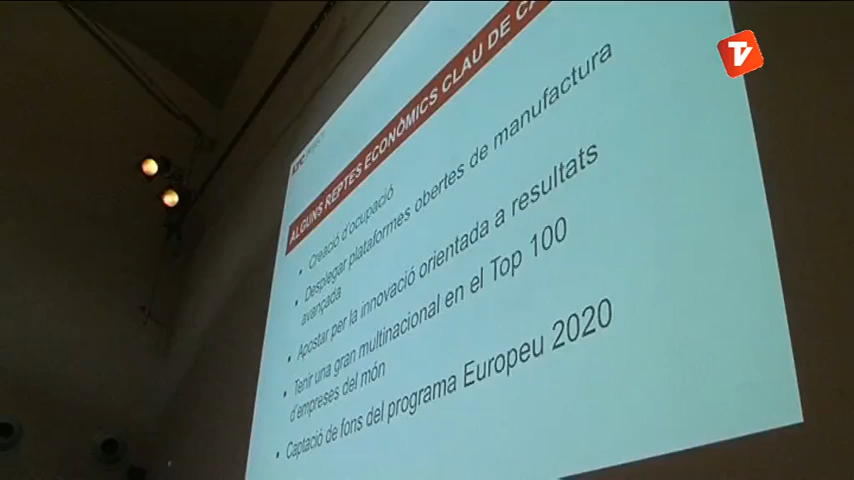 TV
ALGUNS REPTES ECONÒMICS CLAU DE
• Creació d'ocupació
• Desplegar plataformes obertes de manufactura
avançada
• Apostar per la innovació orientada a resultats
• Tenir una gran multinacional en el Top 100
d'empreses del món
• Captació de fons del programa Europeu 2020